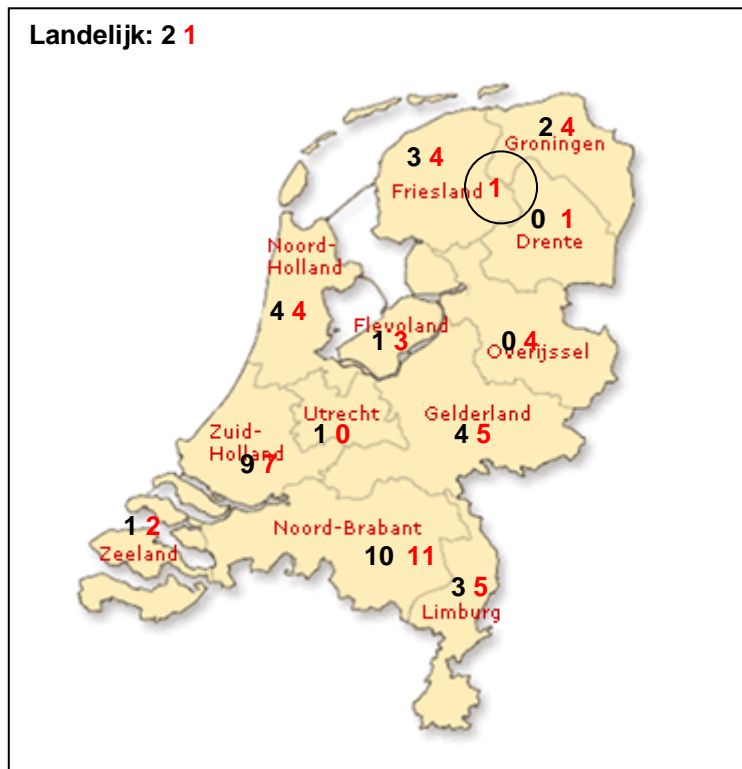 Landelijk: 2 1
2 4
Groningen
3 4
Friesland 1
0 1
Drente
Noord-
Holland
4 4
Flevoland
1 3
0 4
Overijssel
Utrecht
1 0
Gelderland
4 5
Zuid-
Holland
9 7
1 2
Zeeland
Noord-Brabant
10 11
3 5
Limburg